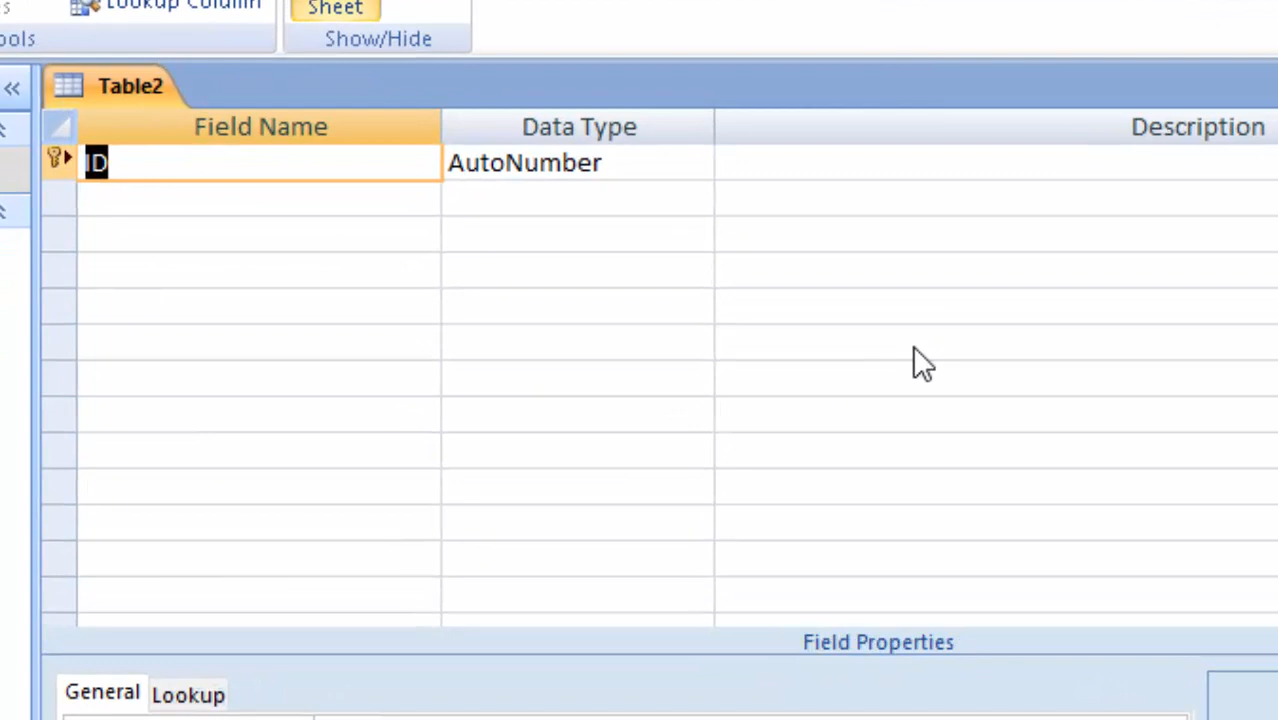 Lookup Column
Sheet
ools
Show/Hide
Table2
Field Name
Data Type
Description
ID
AutoNumber
Field Properties
General
Lookup